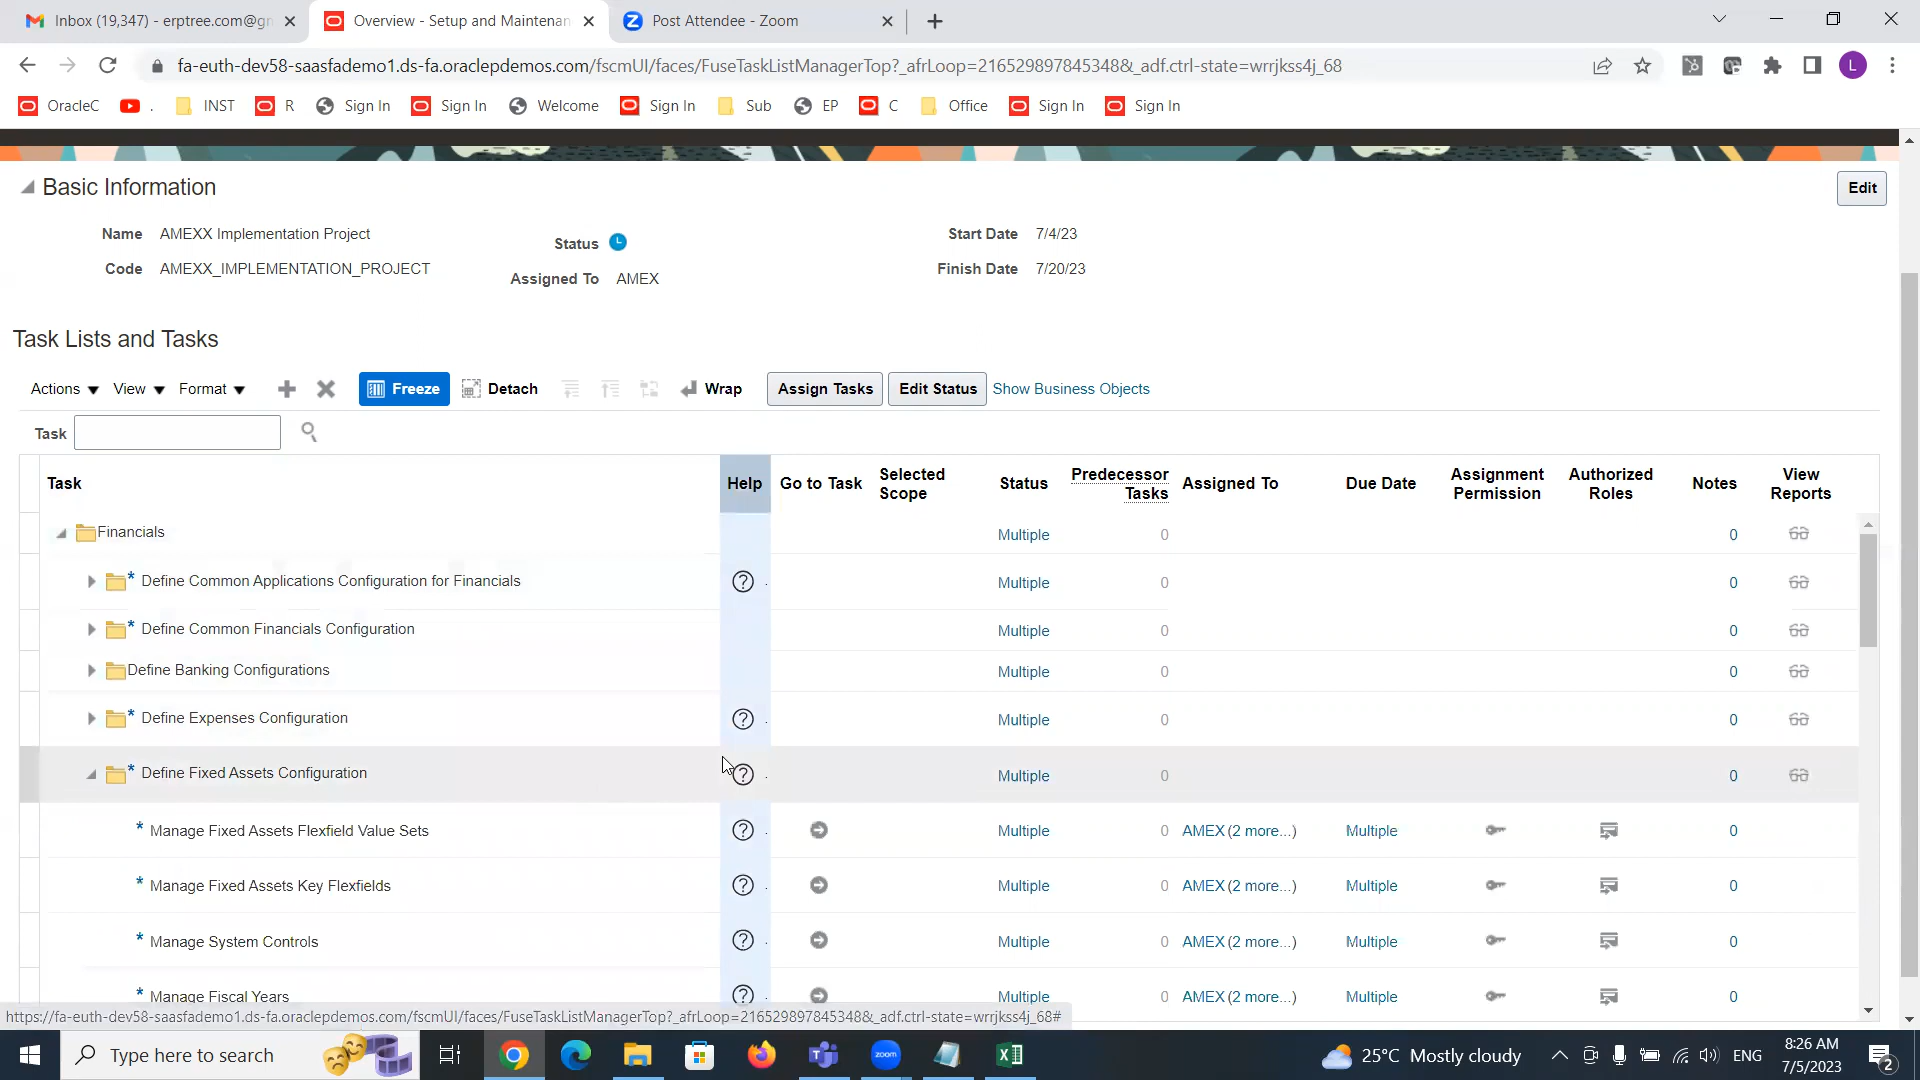 Inbox (19,347) - erptree.com@gm
Overview - Setup and Maintenan
Post Attendee - Zoom
fa-euth-dev58-saasfademo1.ds-fa.oraclepdemos.com/fscmUI/faces/FuseTaskListManagerTop?_afrLoop=216529897845348&_adf.ctrl-state=wrrjkss4j_68
L
OracleC . INST R Sign In Sign In Welcome Sign In Sub EP C Office Sign In Sign In
Basic Information
Edit
Name AMEXX Implementation Project
Status
Start Date 7/4/23
Code AMEXX_IMPLEMENTATION_PROJECT
Assigned To AMEX
Finish Date 7/20/23
Task Lists and Tasks
Actions View Format Freeze Detach Wrap Assign Tasks Edit Status Show Business Objects
Task
Task Help Go to Task Selected Scope Status Predecessor Tasks Assigned To Due Date Assignment Permission Authorized Roles Notes View Reports
Financials Multiple 0 0
* Define Common Applications Configuration for Financials ? . Multiple 0 0
* Define Common Financials Configuration Multiple 0 0
Define Banking Configurations Multiple 0 0
* Define Expenses Configuration ? . Multiple 0 0
* Define Fixed Assets Configuration ? . Multiple 0 0
* Manage Fixed Assets Flexfield Value Sets ? . Multiple 0 AMEX (2 more...) Multiple 0
* Manage Fixed Assets Key Flexfields ? . Multiple 0 AMEX (2 more...) Multiple 0
* Manage System Controls ? . Multiple 0 AMEX (2 more...) Multiple 0
* Manage Fiscal Years ? . Multiple 0 AMEX (2 more...) Multiple 0
https://fa-euth-dev58-saasfademo1.ds-fa.oraclepdemos.com/fscmUI/faces/FuseTaskListManagerTop?_afrLoop=216529897845348&_adf.ctrl-state=wrrjkss4j_68#
Type here to search
zoom
25°C Mostly cloudy
ENG
8:26 AM
7/5/2023
2